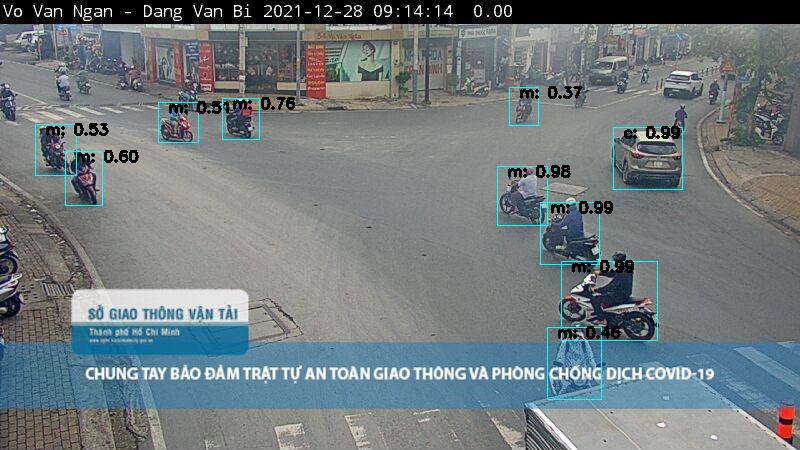 Vo Van Ngan - Dang Van Bi 2021-12-28 09:14:14 0.00
m: 0.37
m: 0.51
m: 0.76
m: 0.53
c: 0.99
m: 0.60
m: 0.98
m: 0.99
m: 0.99
SỞ GIAO THÔNG VẬN TẢI
Thành phố Hồ Chí Minh
m: 0.46
CHUNG TAY BẢO ĐẢM TRẬT TỰ AN TOÀN GIAO THÔNG VÀ PHÒNG CHỐNG DỊCH COVID-19